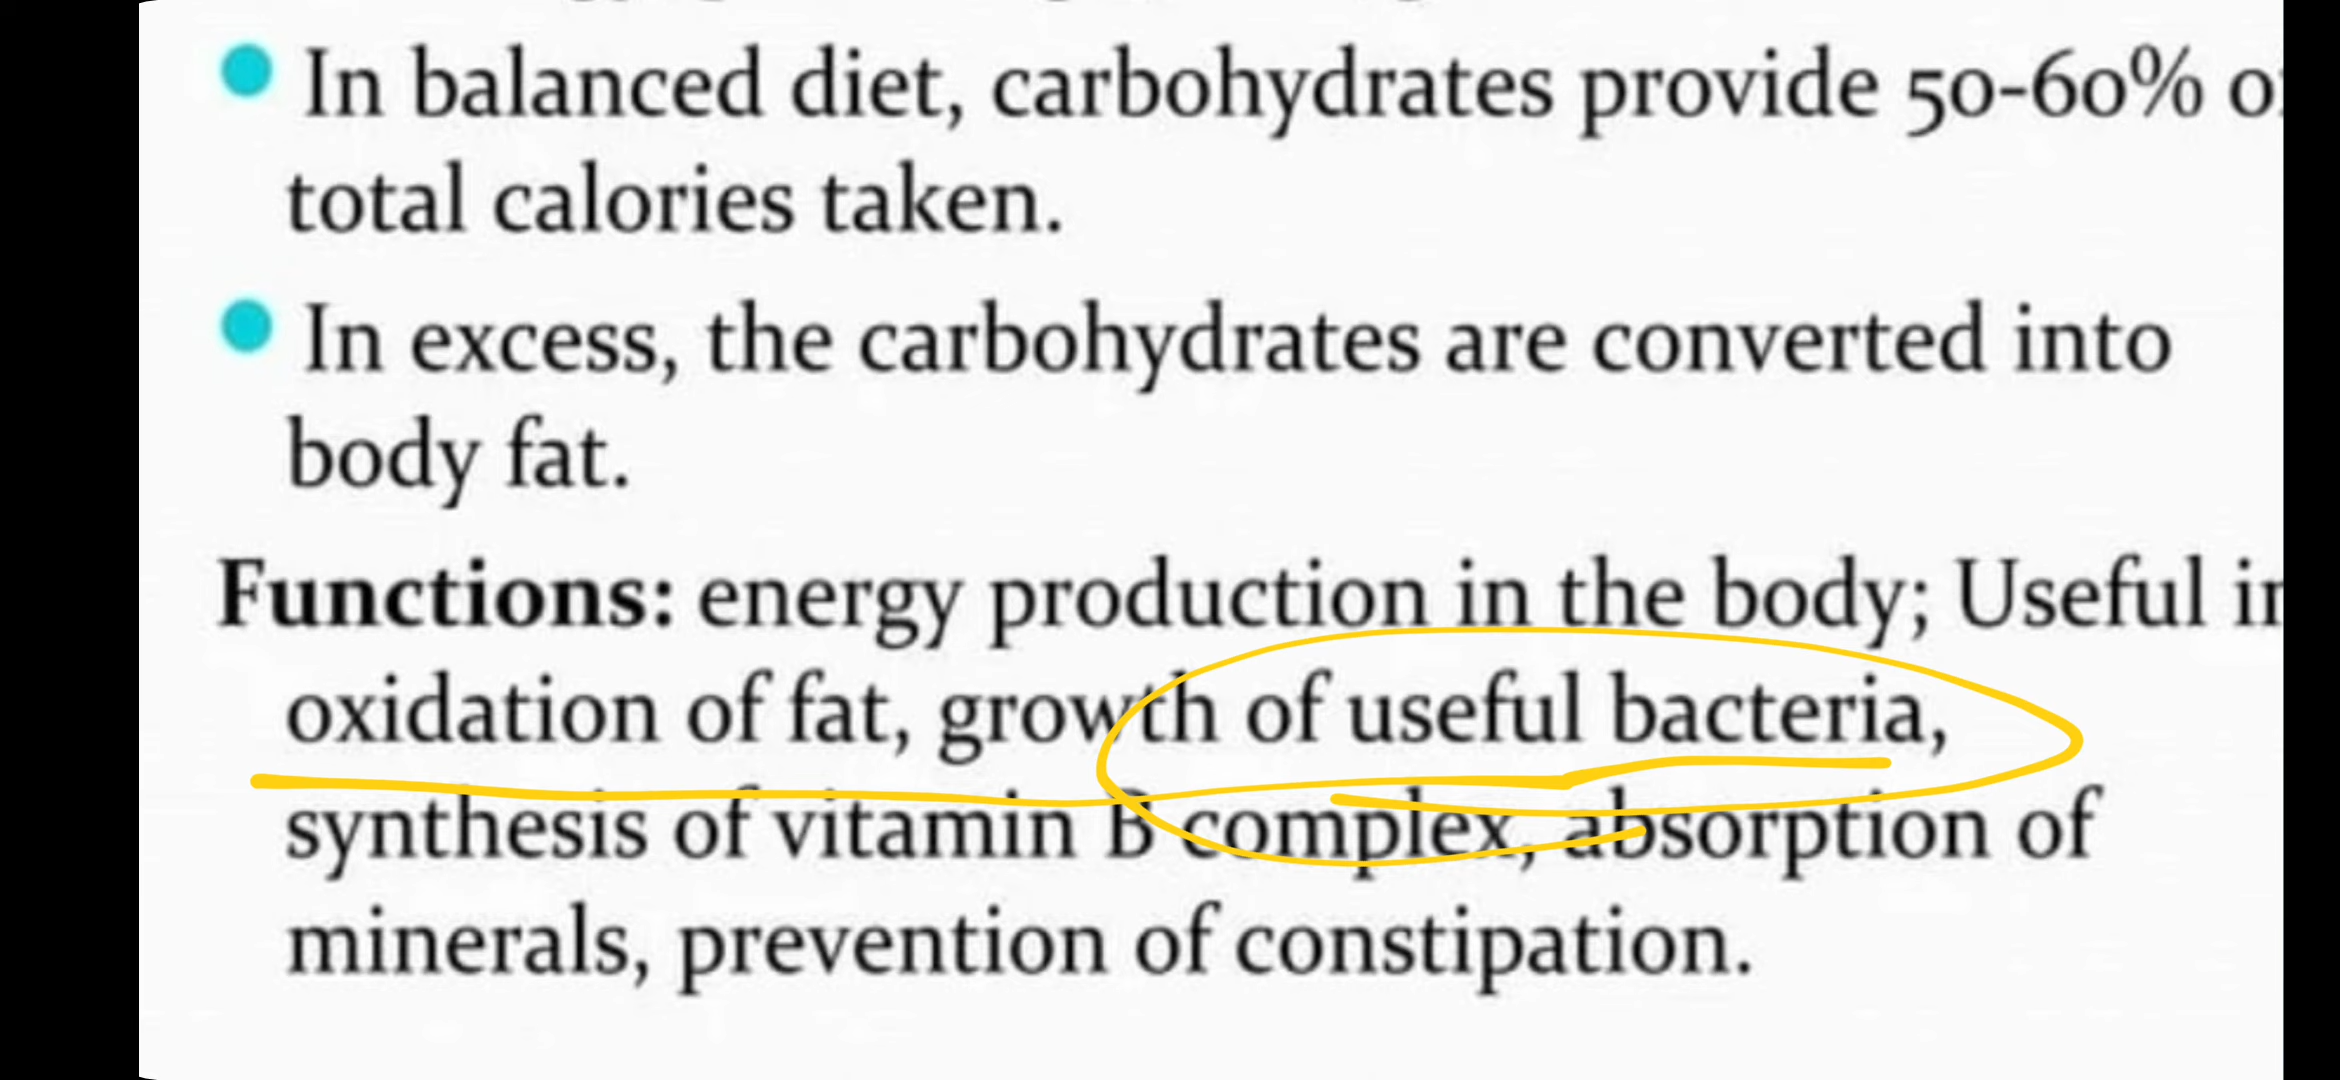 In balanced diet, carbohydrates provide 50-60%
total calories taken.
In excess, the carbohydrates are converted into
body fat.
Functions: energy production in the body; Useful
oxidation of fat, growth of useful bacteria,
synthesis of vitamin B complex, absorption of
minerals, prevention of constipation.